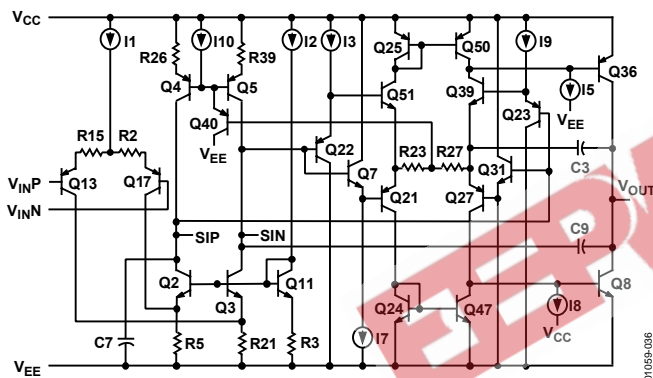 VCC
I1
I10
I2
I3
I9
R26
R39
Q25
Q50
Q36
Q4
Q5
Q51
Q39
Q23
I5
VEE
Q40
VEE
R15
R2
Q22
R23
R27
Q31
C3
VINP
Q13
Q17
Q7
Q21
Q27
VOUT
VINN
SIP
SIN
C9
Q2
Q3
Q11
Q24
Q47
I8
Q8
C7
R5
R21
R3
I7
VCC
VEE
01059-036